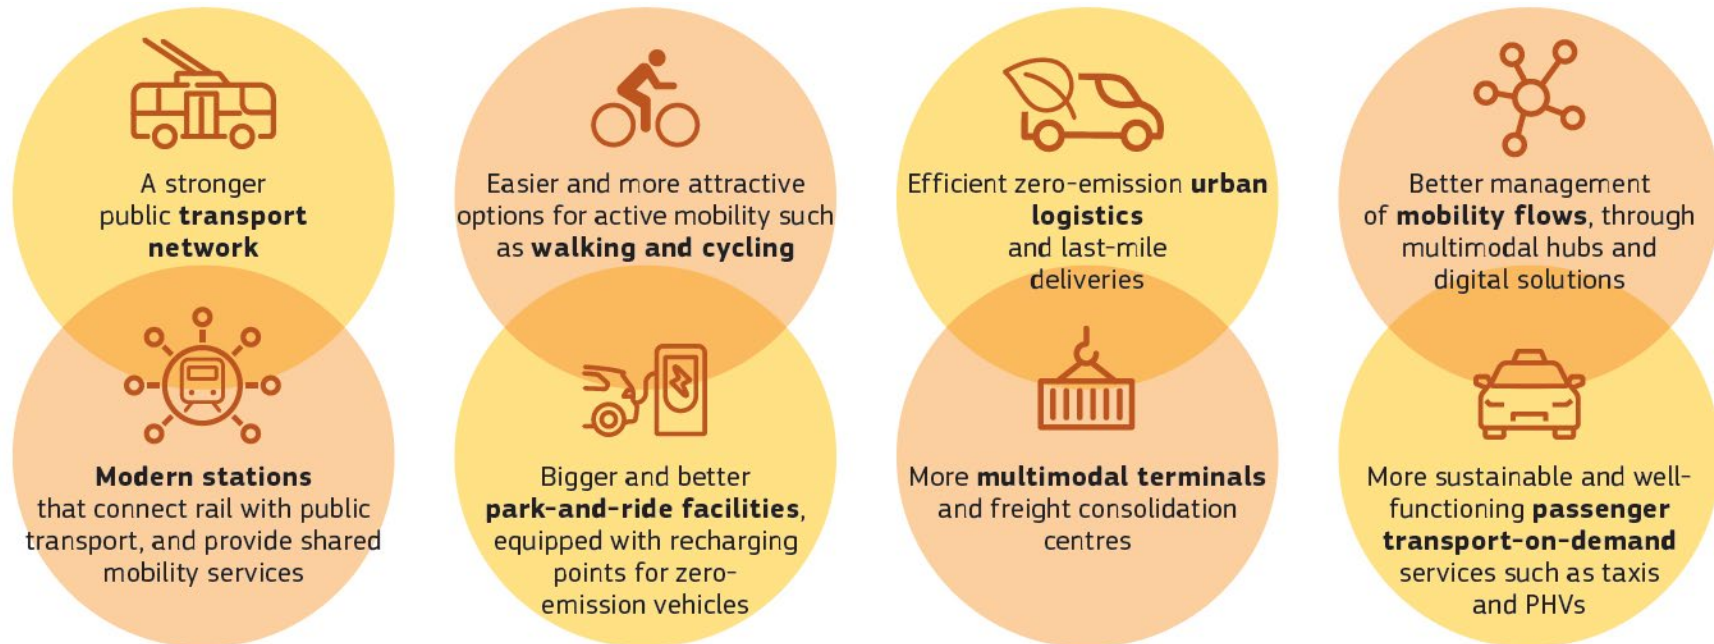 A stronger
public transport
network
Easier and more attractive
options for active mobility such
as walking and cycling
Efficient zero-emission urban
logistics
and last-mile
deliveries
Better management
of mobility flows, through
multimodal hubs and
digital solutions
Modern stations
that connect rail with public
transport, and provide shared
mobility services
Bigger and better
park-and-ride facilities,
equipped with recharging
points for zero-
emission vehicles
More multimodal terminals
and freight consolidation
centres
More sustainable and well-
functioning passenger
transport-on-demand
services such as taxis
and PHVs